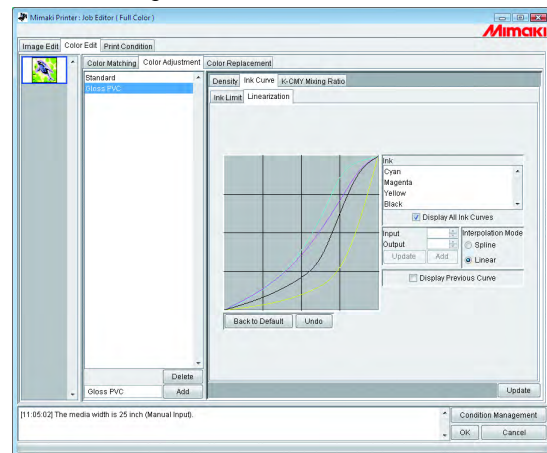 Mimaki Printer : Job Editor ( Full Color )
Mimaki
Image Edit Color Edit Print Condition
Color Matching Color Adjustment Color Replacement
Standard
Gloss PVC
Density Ink Curve K-CMY Mixing Ratio
Ink Limit Linearization
Ink
Cyan
Magenta
Yellow
Black
Display All Ink Curves
Input
Output
Update Add
Interpolation Mode
Spline
Linear
Display Previous Curve
Back to Default Undo
Delete
Gloss PVC Add
Update
[11:05:02] The media width is 25 inch (Manual Input).
Condition Management
OK Cancel